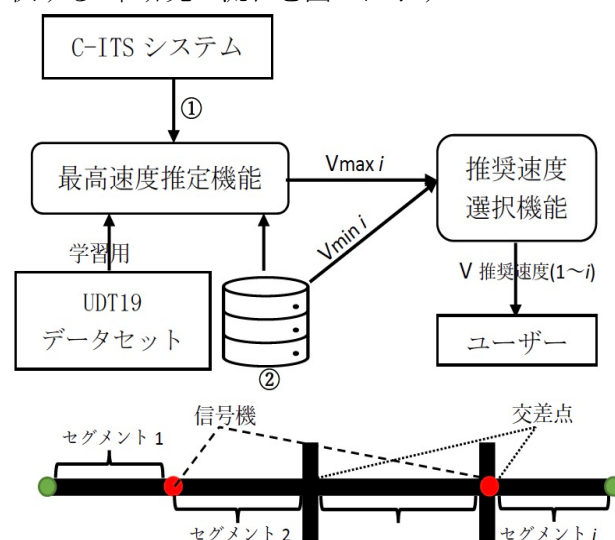 C-ITS システム
①
最高速度推定機能
Vmax i
推奨速度
選択機能
Vmin i
学習用
V 推奨速度(1～i)
UDT19
データセット
②
ユーザー
信号機
交差点
セグメント 1
セグメント 2
セグメント i